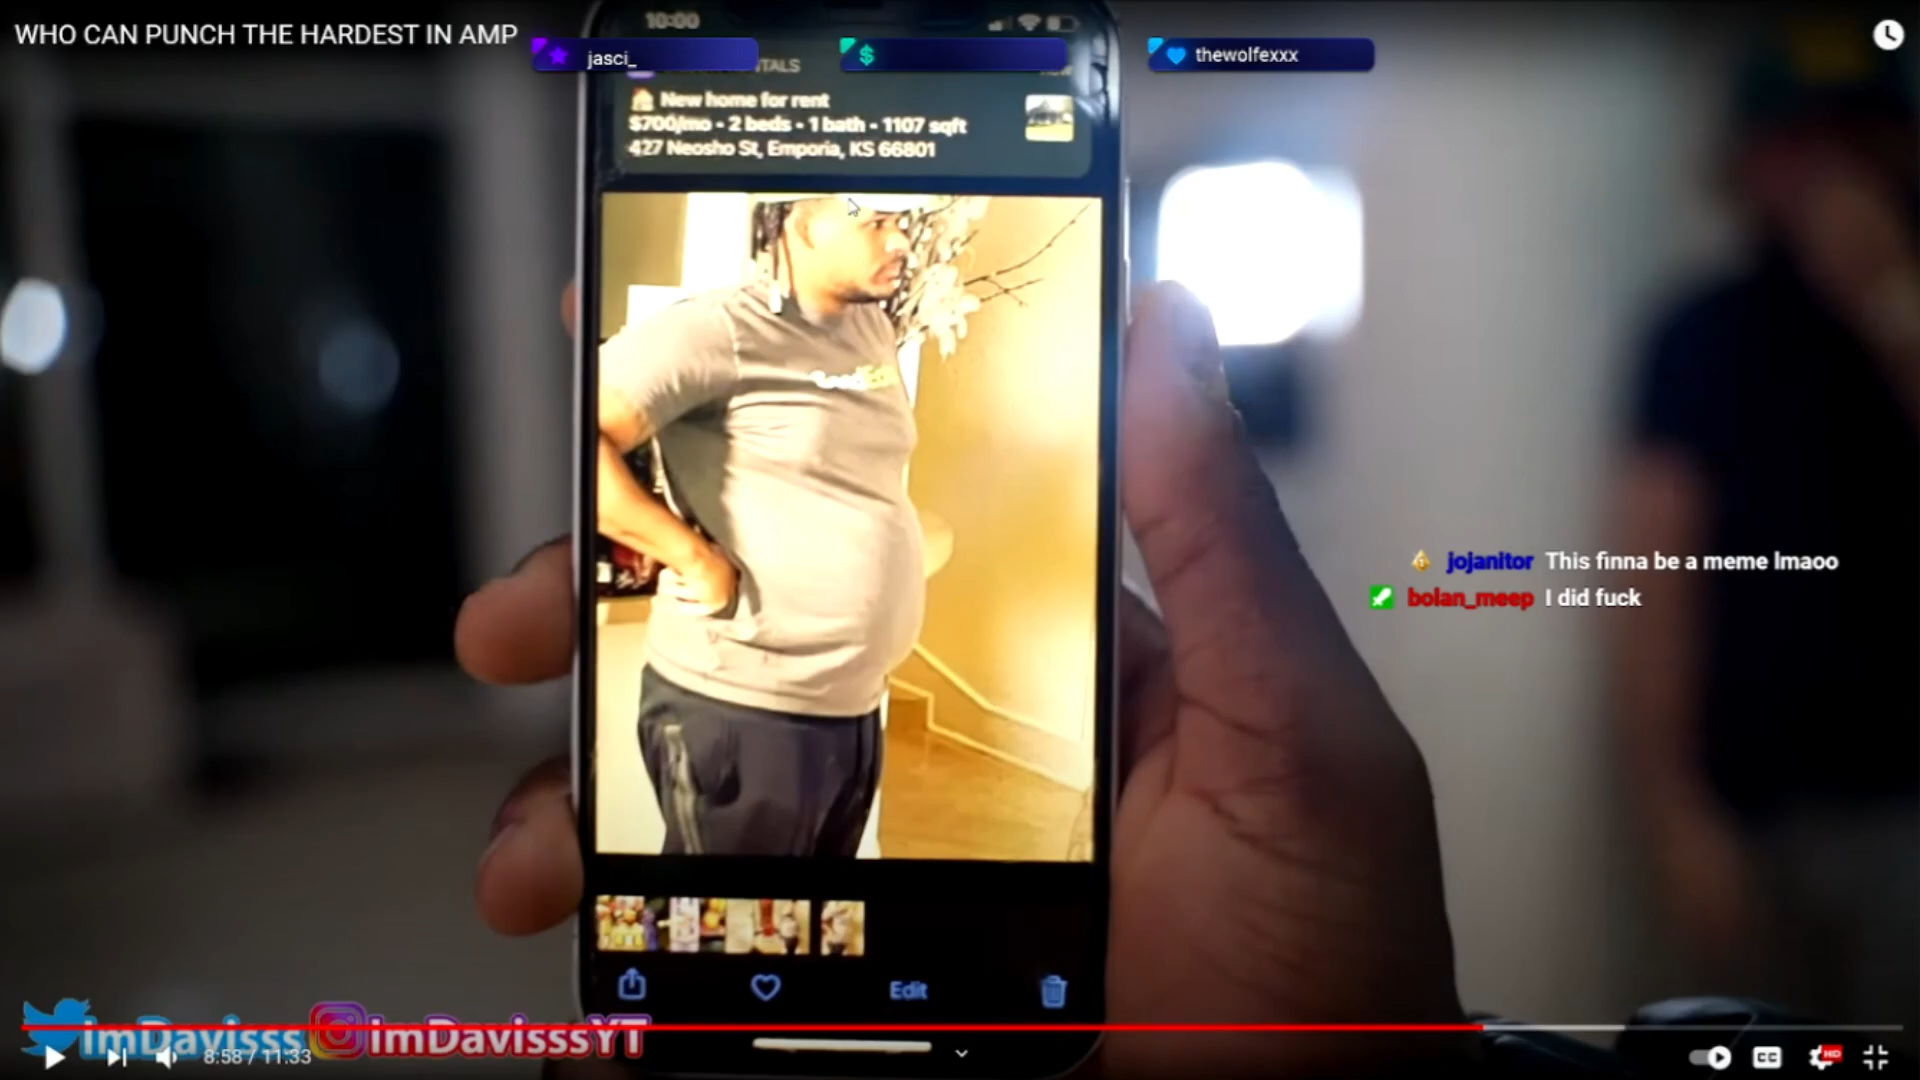 WHO CAN PUNCH THE HARDEST IN AMP
10:00
jasci_
$
thewolfexxx
New home for rent
$700/mo - 2 beds - 1 bath - 1107 sqft
427 Neosho St, Emporia, KS 66801
jojanitor This finna be a meme lmaoo
bolan_meep I did fuck
Edit
ImDavisss
ImDavisssYT
8:58 / 11:33
CC
HD